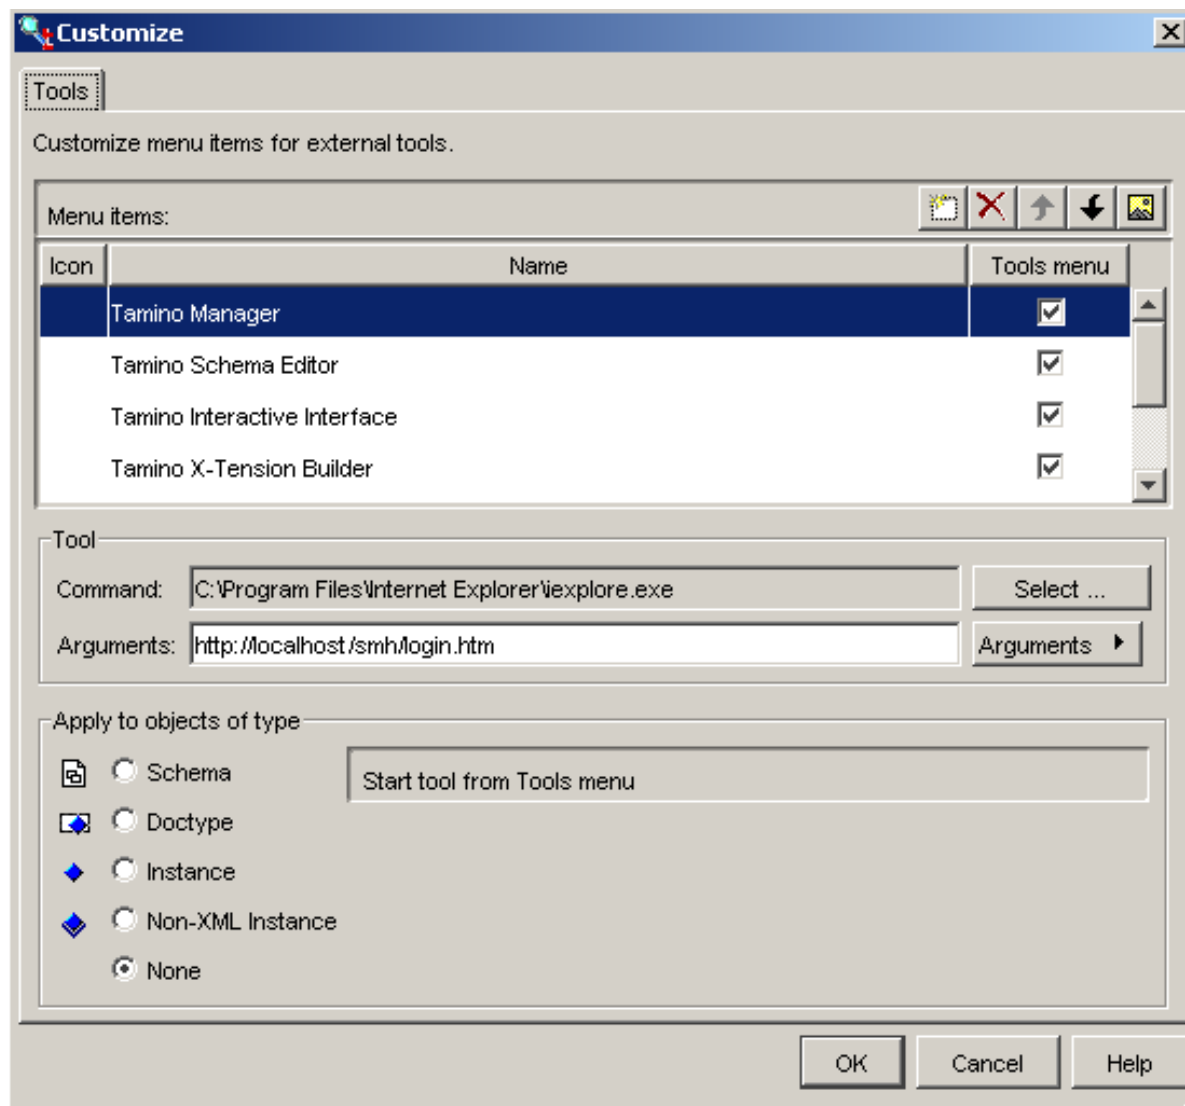 Customize
Tools
Customize menu items for external tools.
Menu items:
Icon Name Tools menu
Tamino Manager
Tamino Schema Editor
Tamino Interactive Interface
Tamino X-Tension Builder
Tool
Command: C:\Program Files\Internet Explorer\iexplore.exe Select ...
Arguments: http://localhost/smh/login.htm Arguments
Apply to objects of type
Schema Start tool from Tools menu
Doctype
Instance
Non-XML Instance
None
OK Cancel Help